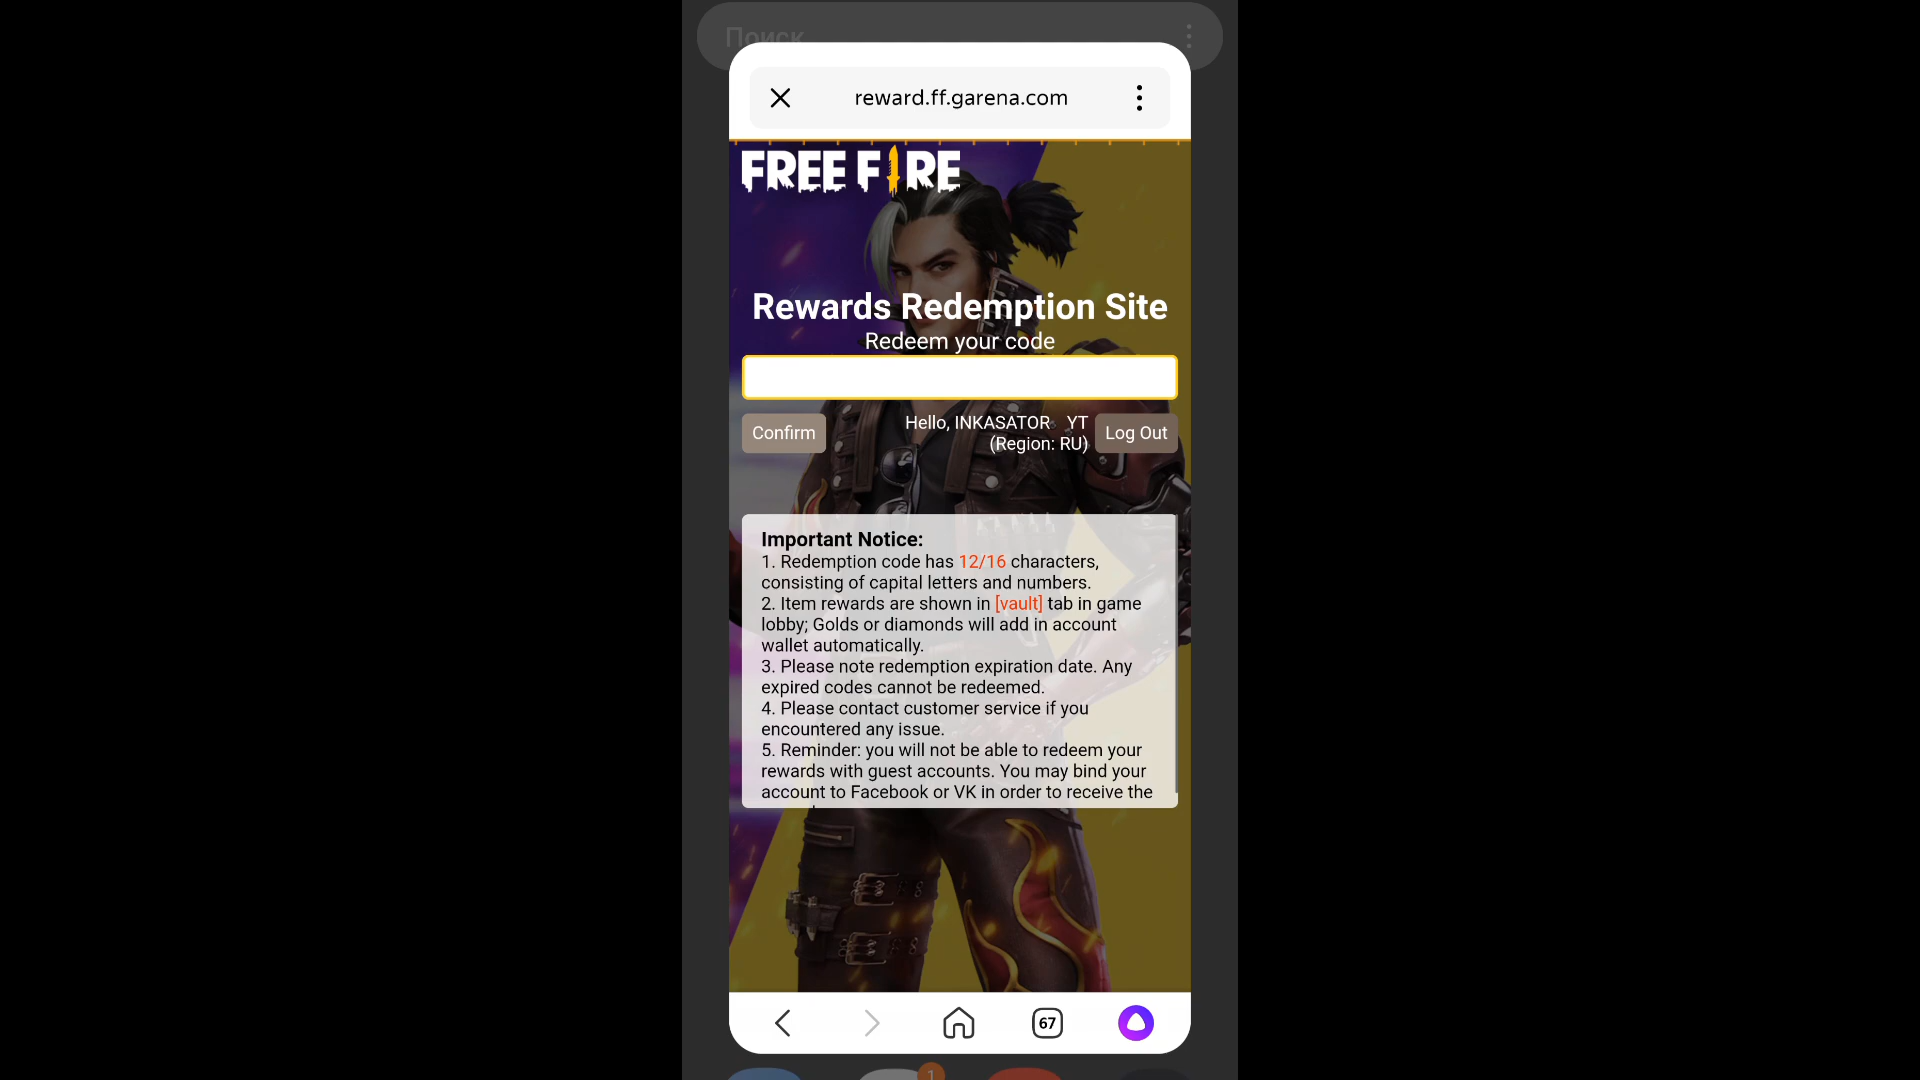 Поиск
reward.ff.garena.com
FREE FIRE
Rewards Redemption Site
Redeem your code
Confirm
Hello, INKASATOR YT
(Region: RU)
Log Out
Important Notice:
1. Redemption code has 12/16 characters,
consisting of capital letters and numbers.
2. Item rewards are shown in [vault] tab in game
lobby; Golds or diamonds will add in account
wallet automatically.
3. Please note redemption expiration date. Any
expired codes cannot be redeemed.
4. Please contact customer service if you
encountered any issue.
5. Reminder: you will not be able to redeem your
rewards with guest accounts. You may bind your
account to Facebook or VK in order to receive the
67
1